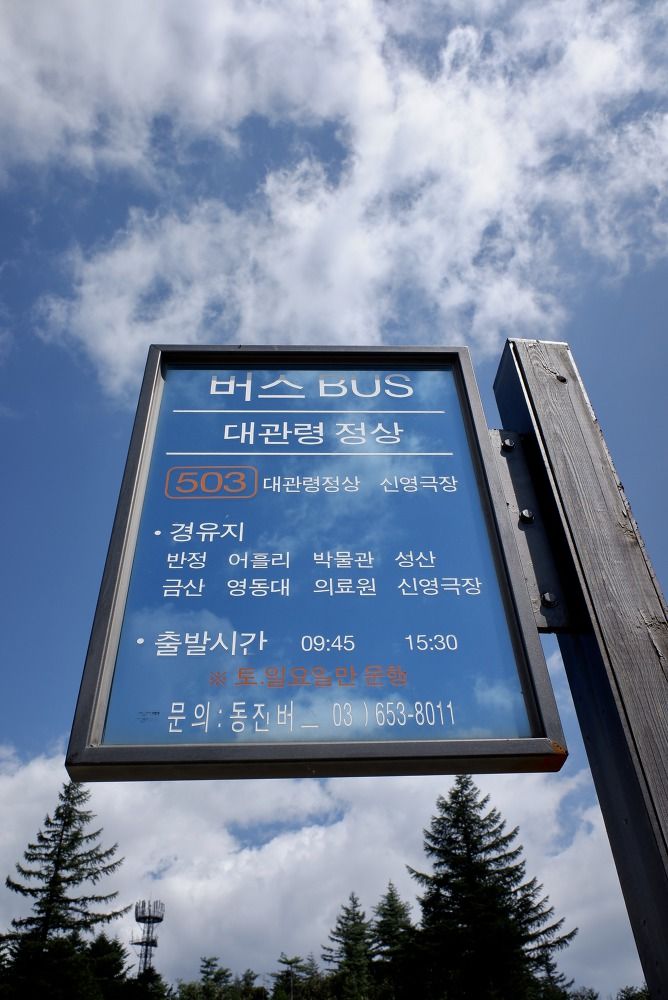 버스 BUS
대관령 정상
503 대관령정상 신영극장
• 경유지
반정 어흘리 박물관 성산
금산 영동대 의료원 신영극장
• 출발시간 09:45 15:30
※ 토.일요일만 운행
문의 : 동진버 03 ) 653-8011